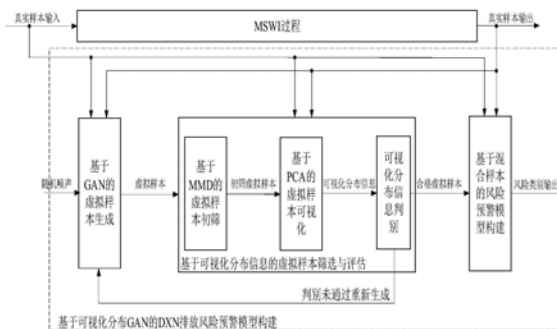 真实样本输入
MSWI过程
真实样本输出
随机噪声
基于
GAN的
虚拟样
本生成
虚拟样本
基于
MMD的
虚拟样
本初筛
初筛虚拟样本
基于
PCA的
虚拟样
本可视
化
可视化分布信息
可视
化分
布信
息判
别
合格虚拟样本
基于混
合样本
的风险
预警模
型构建
风险类别输出
基于可视化分布信息的虚拟样本筛选与评估
判别未通过重新生成
基于可视化分布GAN的DXN排放风险预警模型构建